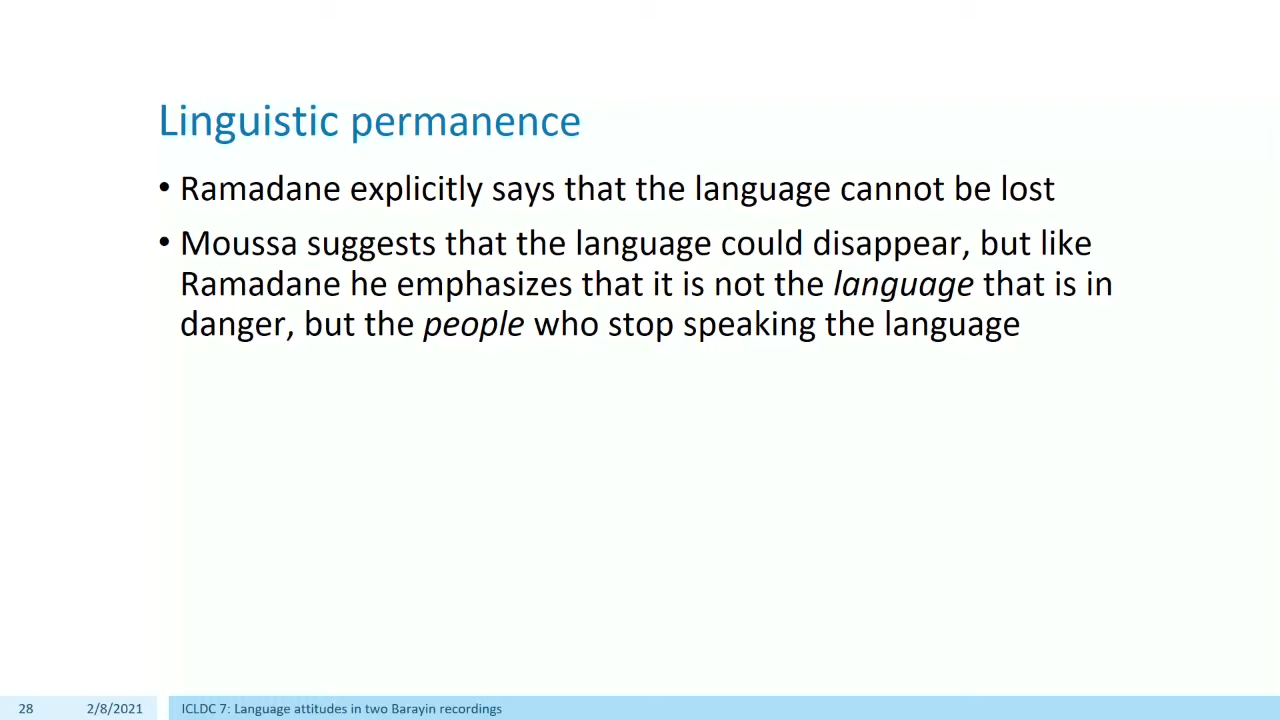 Linguistic permanence
• Ramadane explicitly says that the language cannot be lost
• Moussa suggests that the language could disappear, but like
Ramadane he emphasizes that it is not the language that is in
danger, but the people who stop speaking the language
28 2/8/2021 ICLDC 7: Language attitudes in two Barayin recordings